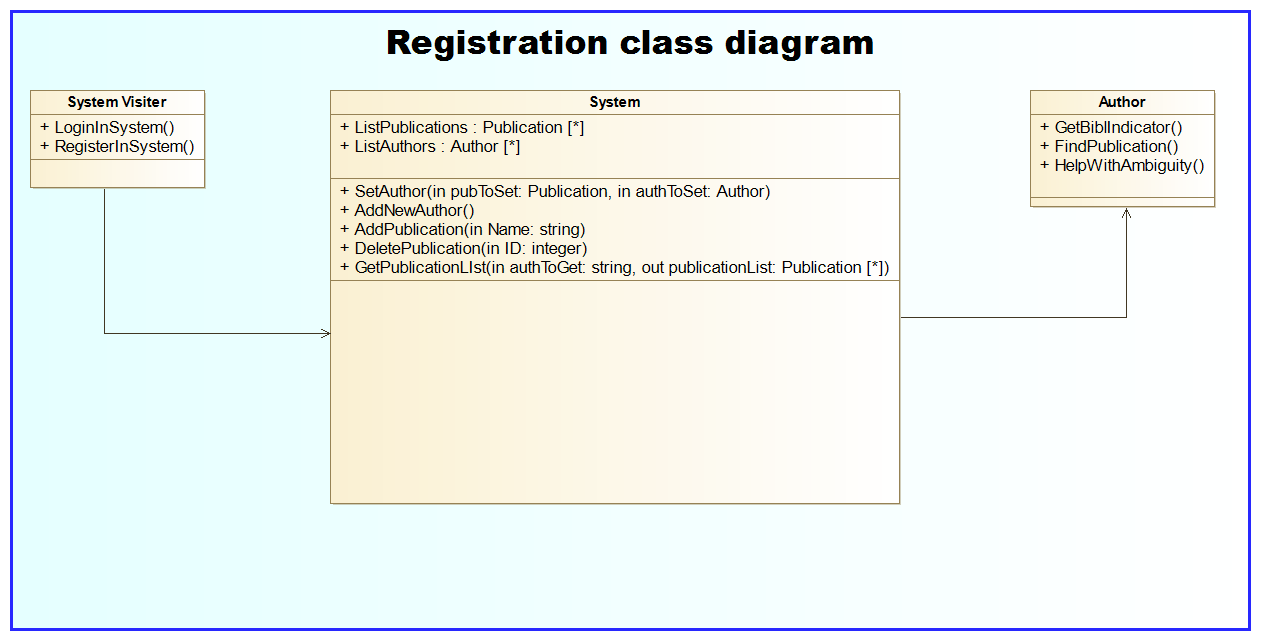 Registration class diagram
System Visiter
+ LoginInSystem()
+ RegisterInSystem()
System
+ ListPublications : Publication [*]
+ ListAuthors : Author [*]
+ SetAuthor(in pubToSet: Publication, in authToSet: Author)
+ AddNewAuthor()
+ AddPublication(in Name: string)
+ DeletePublication(in ID: integer)
+ GetPublicationLIst(in authToGet: string, out publicationList: Publication [*])
Author
+ GetBiblIndicator()
+ FindPublication()
+ HelpWithAmbiguity()